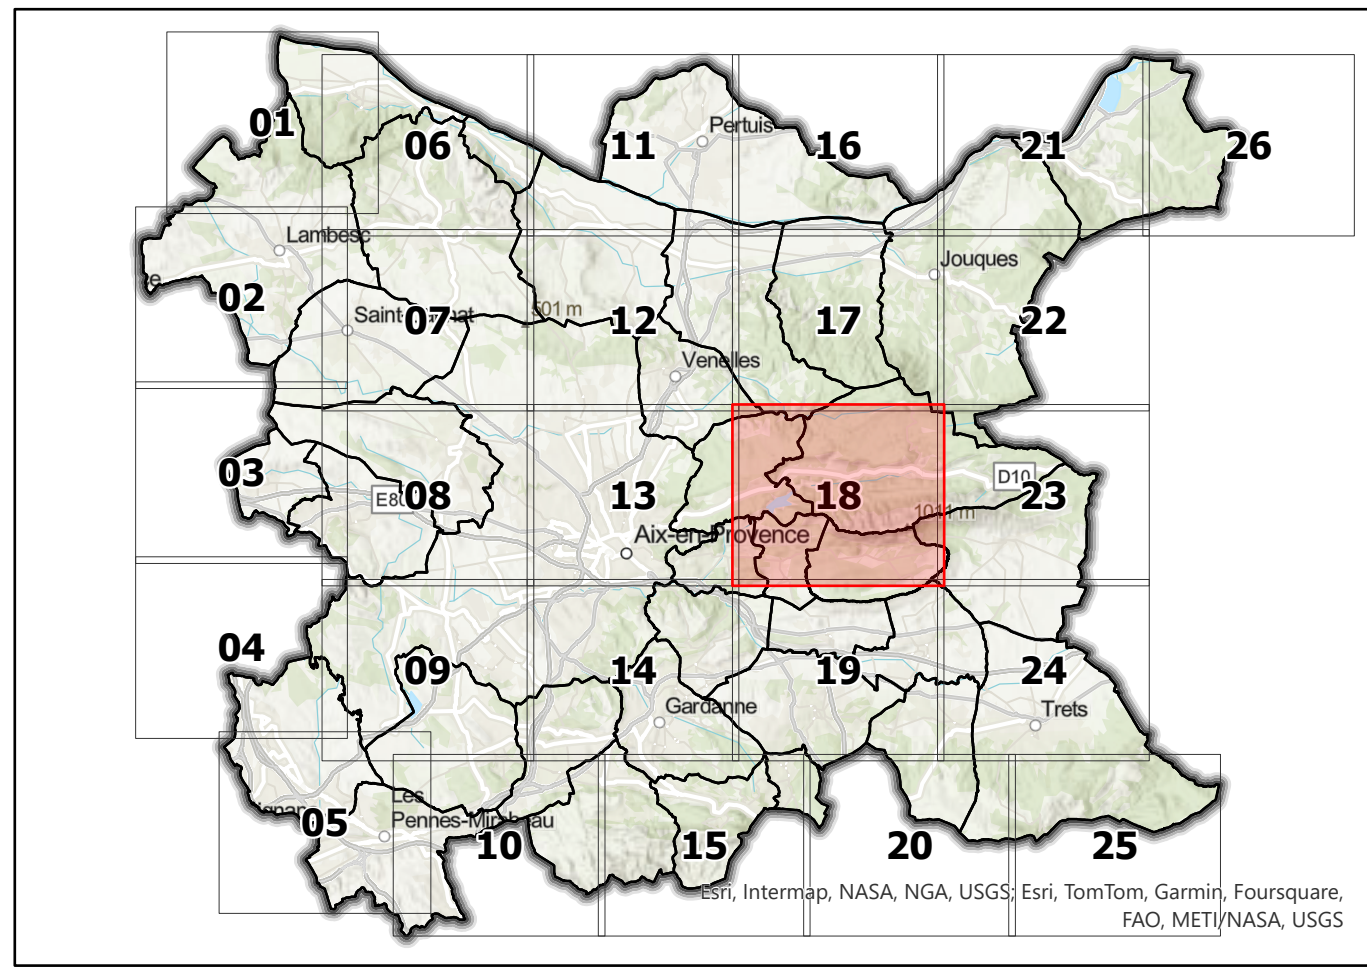 01
06
11
Pertuis
16
21
26
Lambesc
Jouques
02
07
501 m
12
17
22
Venelles
03
E80
08
13
18
D10
23
1011 m
Aix-en-Provence
04
09
14
19
24
Gardanne
Trets
Les
Pennes-Mirabeau
05
10
15
20
25
Esri, Intermap, NASA, NGA, USGS; Esri, TomTom, Garmin, Foursquare,
FAO, METI/NASA, USGS